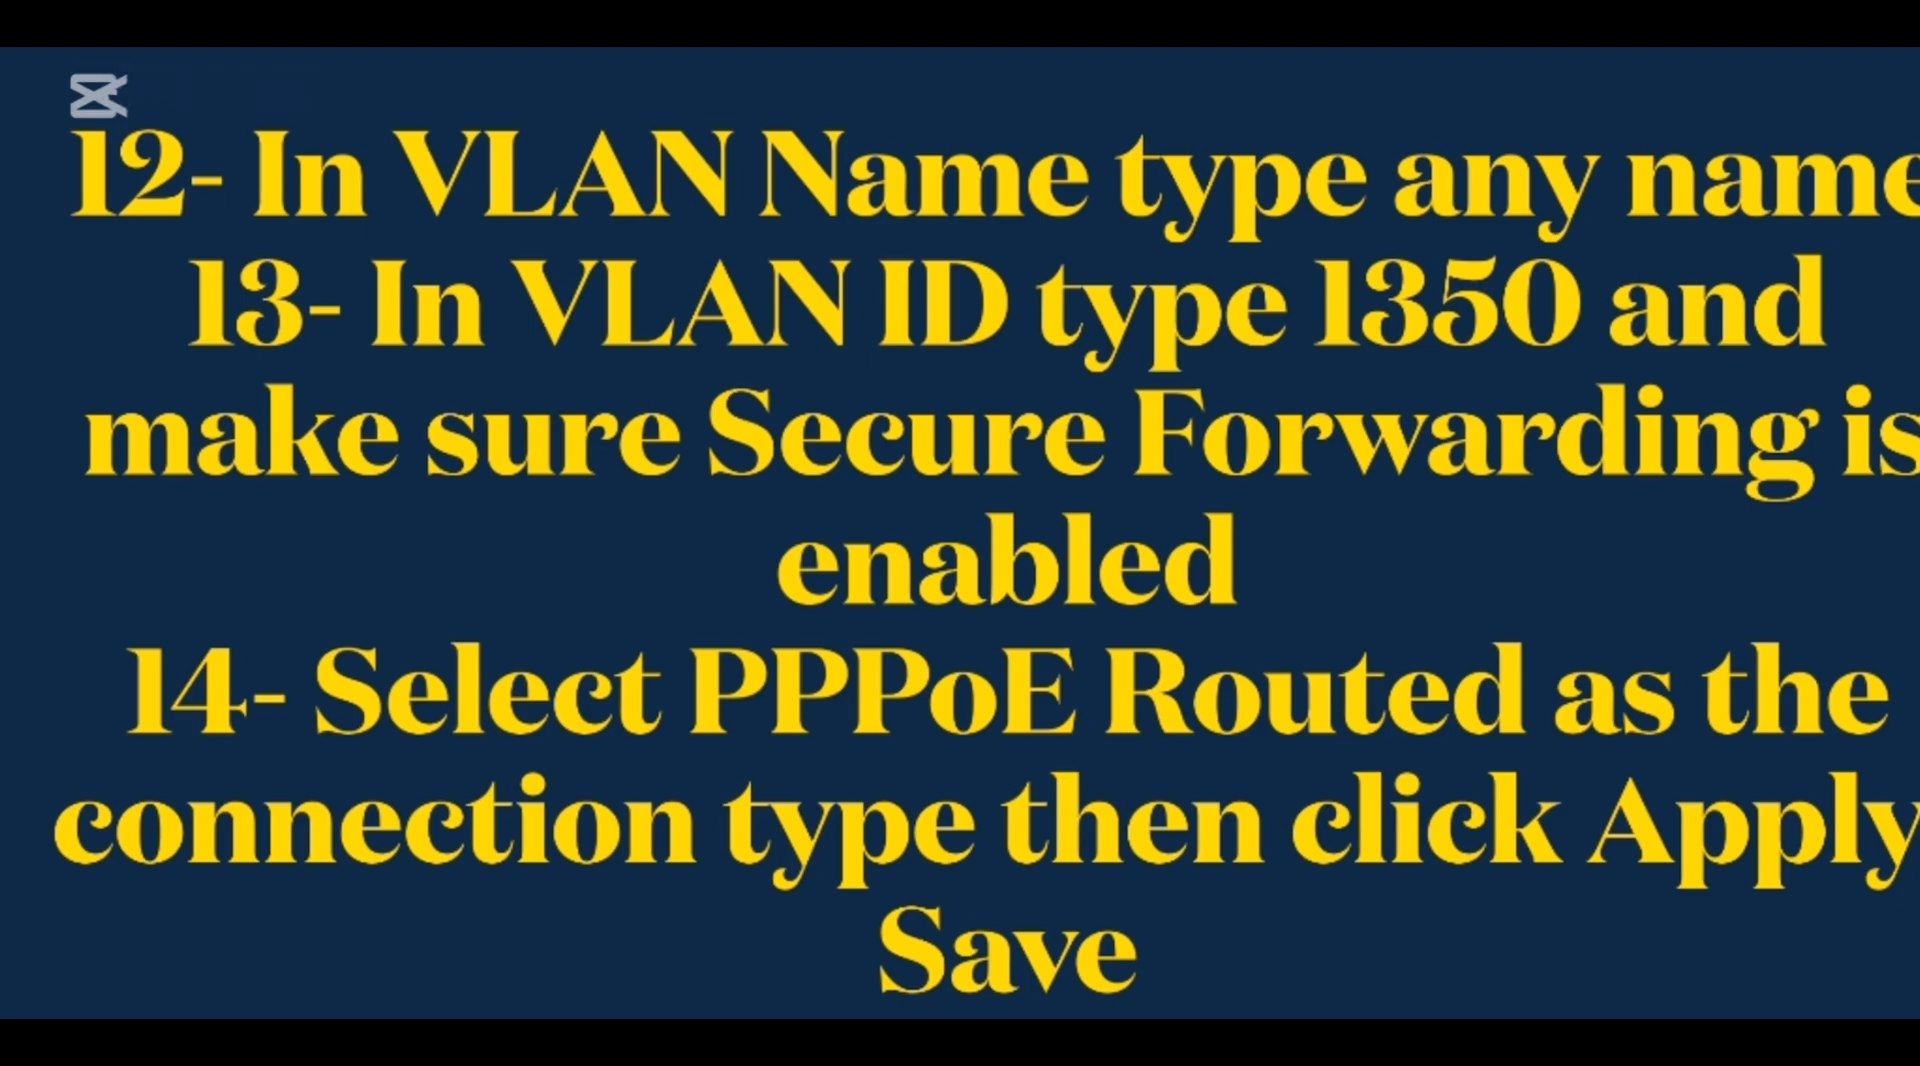 12- In VLAN Name type any name
13- In VLAN ID type 1350 and
make sure Secure Forwarding is
enabled
14- Select PPPoE Routed as the
connection type then click Apply
Save